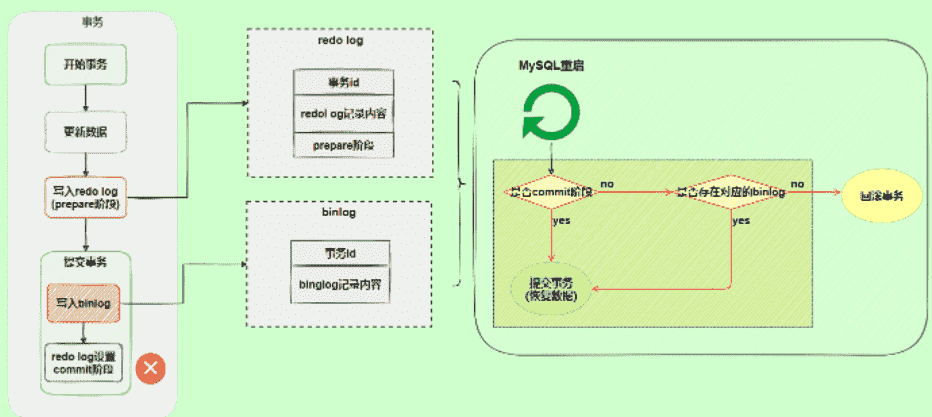 事务
开始事务
更新数据
写入redo log
(prepare阶段)
提交事务
写入binlog
redo log设置
commit阶段
redo log
事务id
redol og记录内容
prepare阶段
binlog
事务id
binglog记录内容
MySQL重启
是否commit阶段
no
是否存在对应的binlog
no
回滚事务
yes
yes
提交事务
(恢复数据)